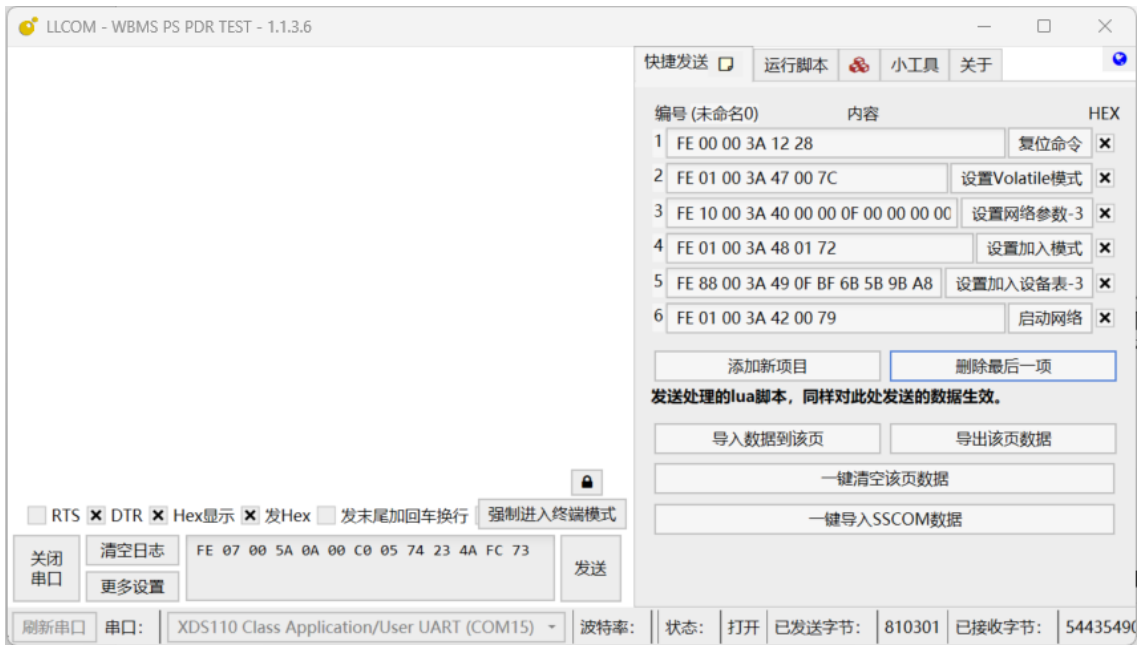 LLCOM - WBMS PS PDR TEST - 1.1.3.6
快捷发送 运行脚本 小工具 关于
编号 (未命名0) 内容 HEX
1 FE 00 00 3A 12 28 复位命令
2 FE 01 00 3A 47 00 7C 设置Volatile模式
3 FE 10 00 3A 40 00 00 0F 00 00 00 00 设置网络参数-3
4 FE 01 00 3A 48 01 72 设置加入模式
5 FE 88 00 3A 49 0F BF 6B 5B 9B A8 设置加入设备表-3
6 FE 01 00 3A 42 00 79 启动网络
添加新项目 删除最后一项
发送处理的lua脚本，同样对此处发送的数据生效。
导入数据到该页 导出该页数据
一键清空该页数据
一键导入SSCOM数据
RTS DTR Hex显示 发Hex 发末尾加回车换行 强制进入终端模式
关闭串口 清空日志 更多设置 FE 07 00 5A 0A 00 C0 05 74 23 4A FC 73 发送
刷新串口 串口： XDS110 Class Application/User UART (COM15) 波特率： 状态： 打开 已发送字节： 810301 已接收字节： 54435490